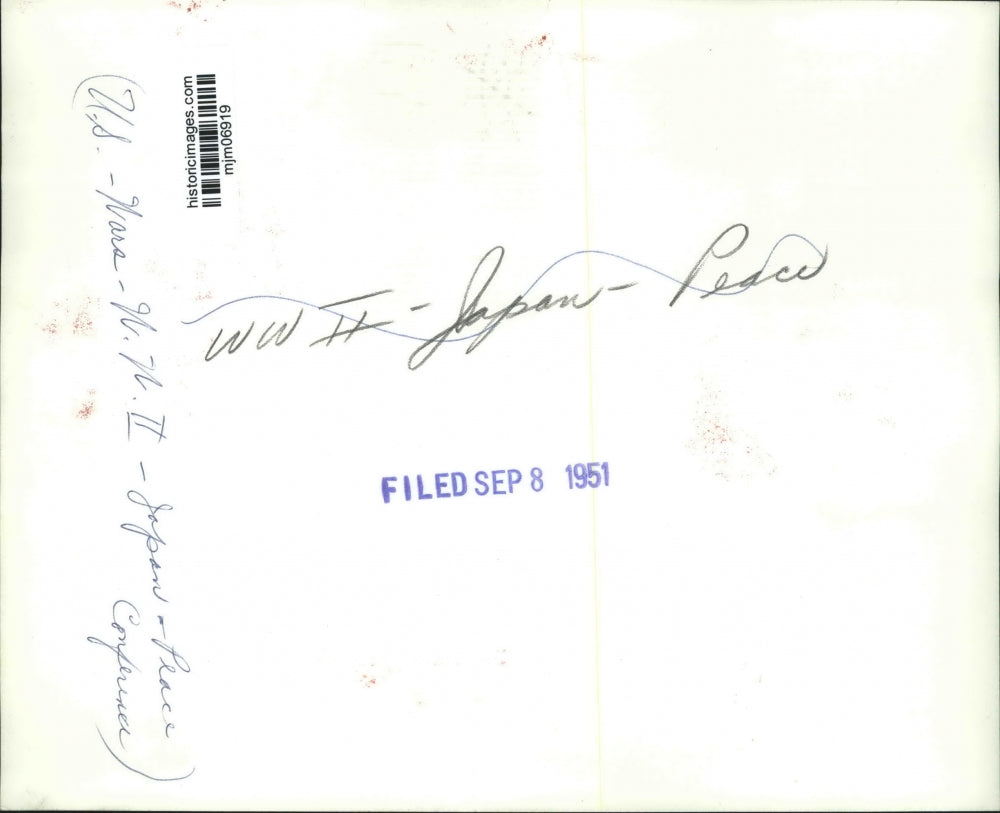 (U.S. - Wars - W.W. II - Japan - Peace
Conference)
historicimages.com
mjm06919
WW II - Japan - Peace
FILED SEP 8 1951